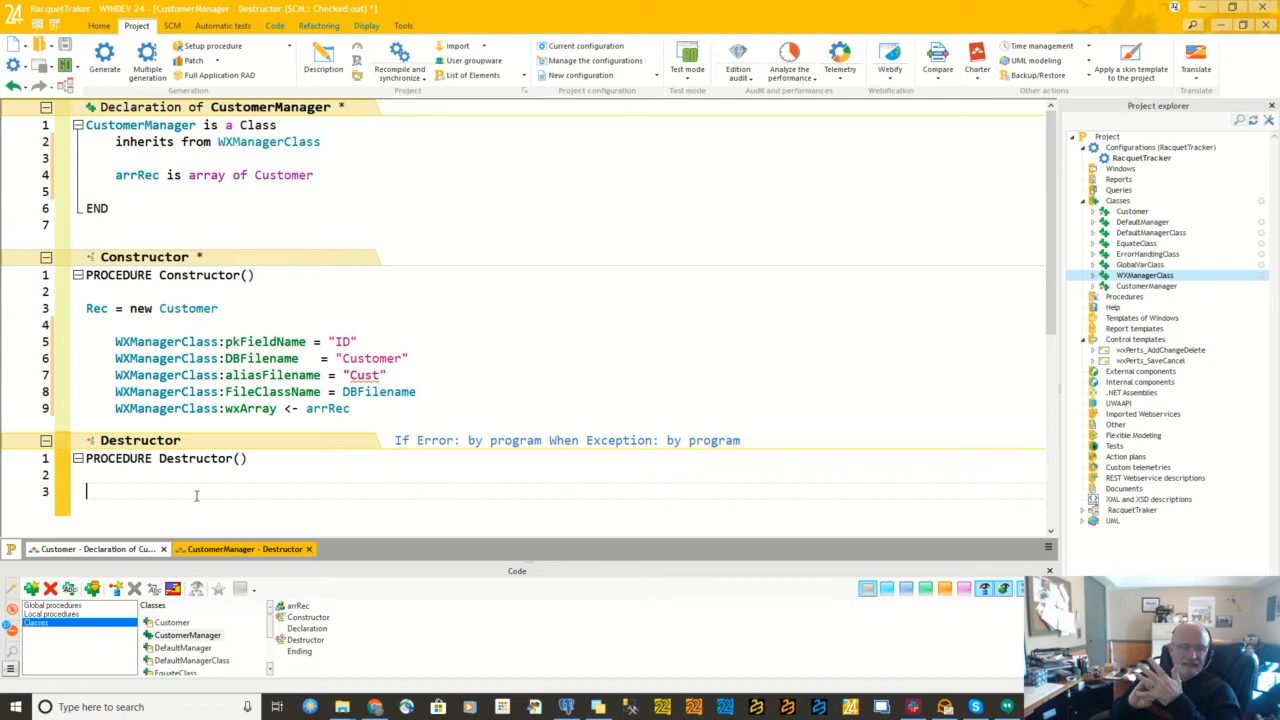 24 RacquetTraker - WINDEV 24 - [CustomerManager - Destructor (SCM : Checked out) *]
32
Home Project SCM Automatic tests Code Refactoring Display Tools
Generate
Multiple generation
Setup procedure
Patch
Full Application RAD
Generation
Description
Recompile and synchronize
Import
User groupware
List of Elements
Project
Current configuration
Manage the configurations
New configuration
Project configuration
Test mode
Test mode
Edition audit
Analyze the performance
Telemetry
Audit and performances
Webify
Webification
Compare
Charter
Time management
UML modeling
Backup/Restore
Apply a skin template to the project
Other actions
Translate
Translate
Declaration of CustomerManager *
1 CustomerManager is a Class
2 inherits from WXManagerClass
3
4 arrRec is array of Customer
5
6 END
7
Constructor *
1 PROCEDURE Constructor()
2
3 Rec = new Customer
4
5 WXManagerClass:pkFieldName = "ID"
6 WXManagerClass:DBFilename = "Customer"
7 WXManagerClass:aliasFilename = "Cust"
8 WXManagerClass:FileClassName = DBFilename
9 WXManagerClass:wxArray <- arrRec
Destructor If Error: by program When Exception: by program
1 PROCEDURE Destructor()
2
3
Project explorer
Project
Configurations (RacquetTracker)
RacquetTracker
Windows
Reports
Queries
Classes
Customer
DefaultManager
DefaultManagerClass
EquateClass
ErrorHandlingClass
GlobalVarClass
WXManagerClass
CustomerManager
Procedures
Help
Templates of Windows
Report templates
Control templates
wxPerts_AddChangeDelete
wxPerts_SaveCancel
External components
Internal components
.NET Assemblies
UWAAPI
Imported Webservices
Other
Flexible Modeling
Tests
Action plans
Custom telemetries
REST Webservice descriptions
Documents
XML and XSD descriptions
RacquetTraker
UML
Customer - Declaration of Cu...
CustomerManager - Destructor
Code
Global procedures
Local procedures
Classes
Classes
Customer
CustomerManager
DefaultManager
DefaultManagerClass
EquateClass
arrRec
Constructor
Declaration
Destructor
Ending
Type here to search